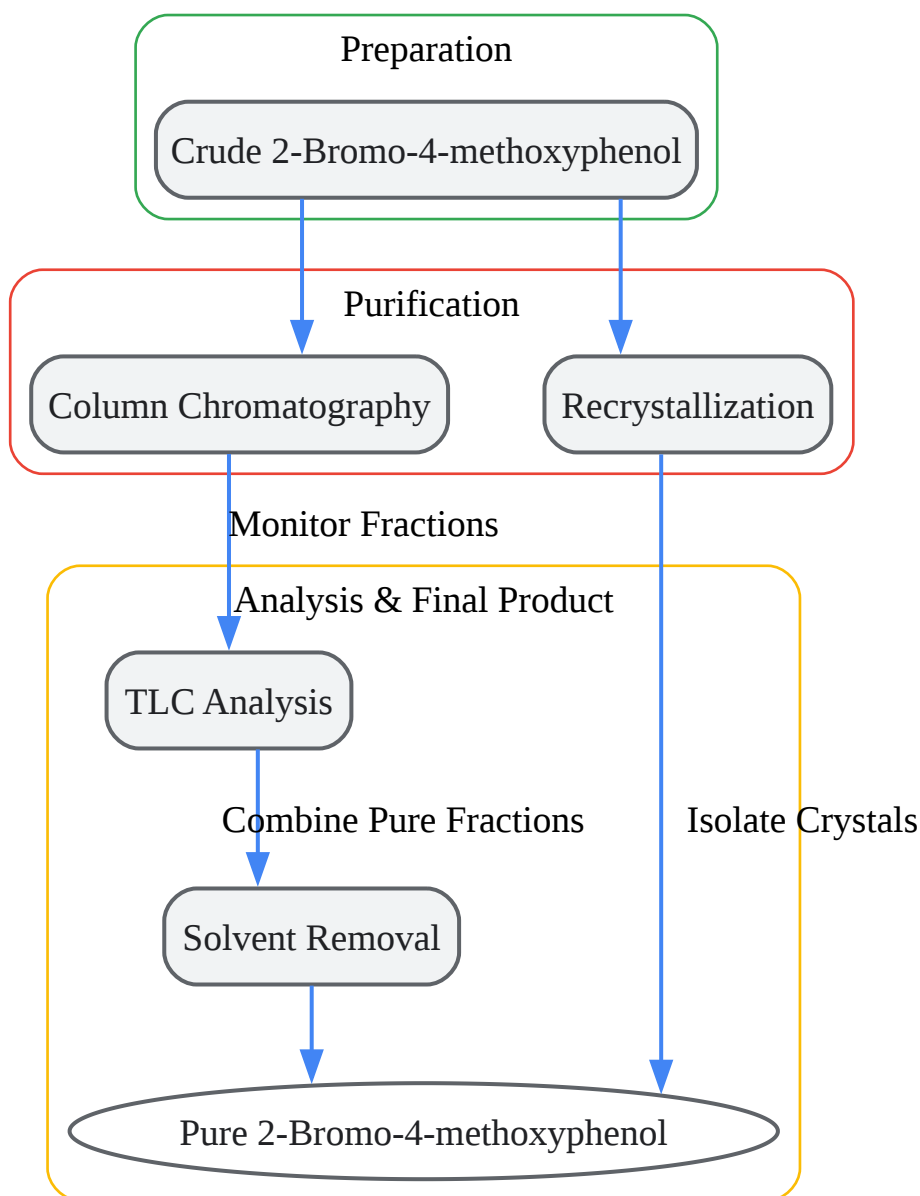 Preparation
Crude 2-Bromo-4-methoxyphenol
Purification
Column Chromatography
Recrystallization
Monitor Fractions
Analysis & Final Product
TLC Analysis
Combine Pure Fractions
Isolate Crystals
Solvent Removal
Pure 2-Bromo-4-methoxyphenol